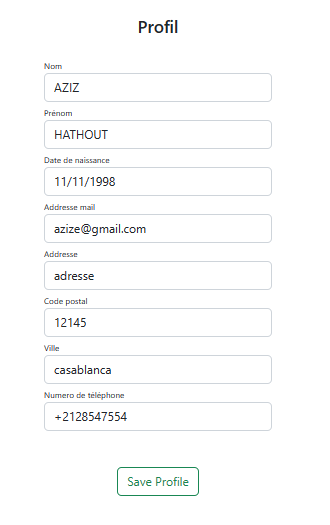 Profil
Nom
AZIZ
Prénom
HATHOUT
Date de naissance
11/11/1998
Addresse mail
azize@gmail.com
Addresse
adresse
Code postal
12145
Ville
casablanca
Numero de téléphone
+2128547554
Save Profile